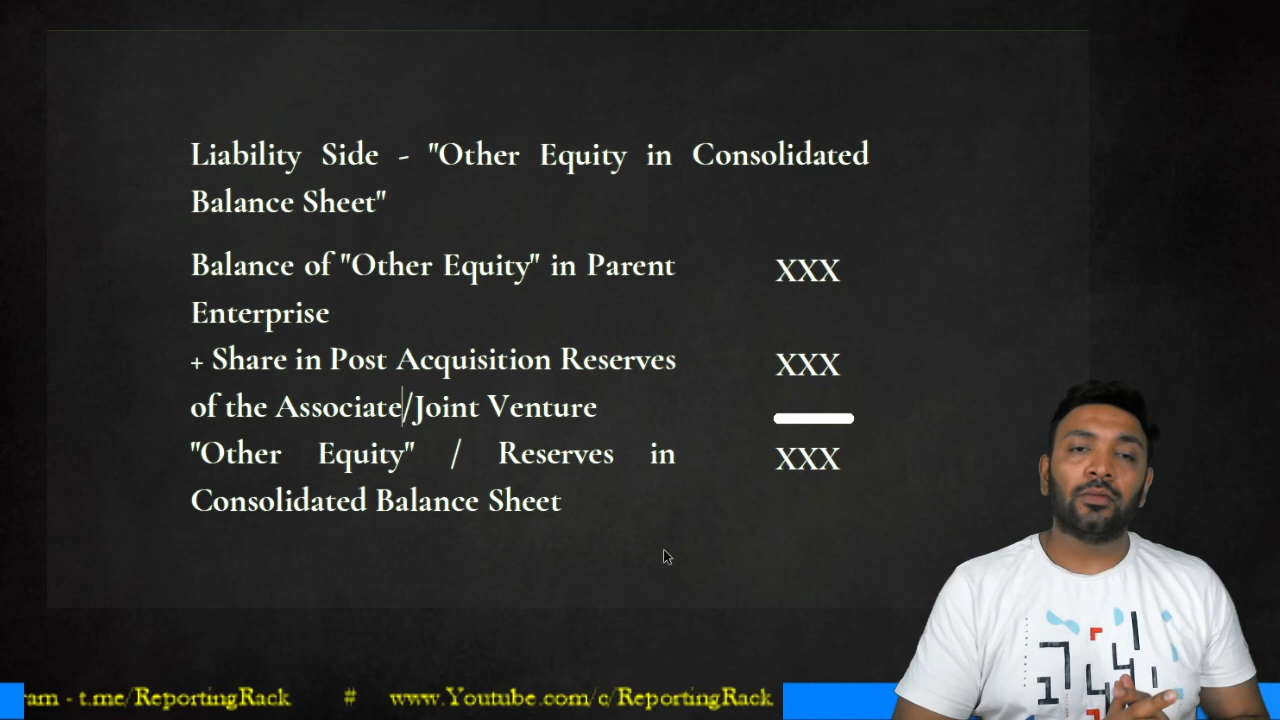 Liability Side - "Other Equity in Consolidated
Balance Sheet"
Balance of "Other Equity" in Parent XXX
Enterprise
+ Share in Post Acquisition Reserves XXX
of the Associate/Joint Venture
"Other Equity" / Reserves in XXX
Consolidated Balance Sheet
am - t.me/ReportingRack # www.Youtube.com/c/ReportingRack